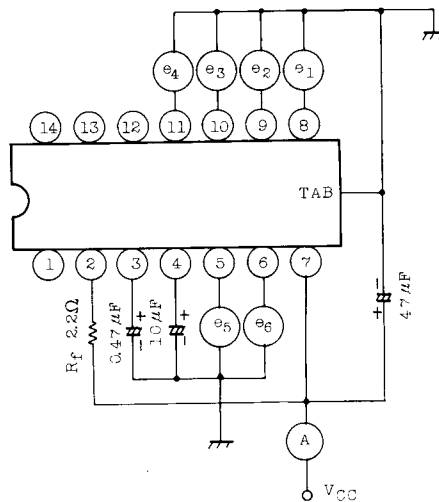 e4 e3 e2 e1
14 13 12 11 10 9 8
TAB
1 2 3 4 5 6 7
Rf 2.2Ω
0.47μF
+
−
10μF
+
−
e5 e6
+ −
47μF
A
VCC